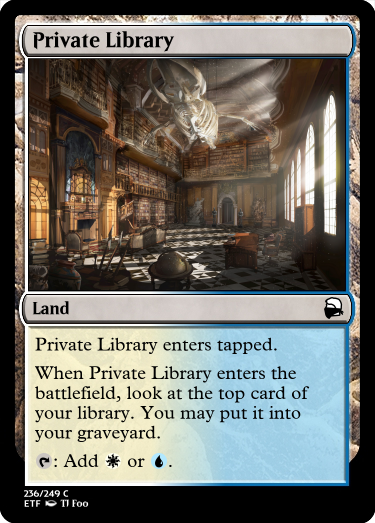 Private Library
Land
Private Library enters tapped.
When Private Library enters the
battlefield, look at the top card of
your library. You may put it into
your graveyard.
: Add or .
236/249 C
ETF TJ Foo